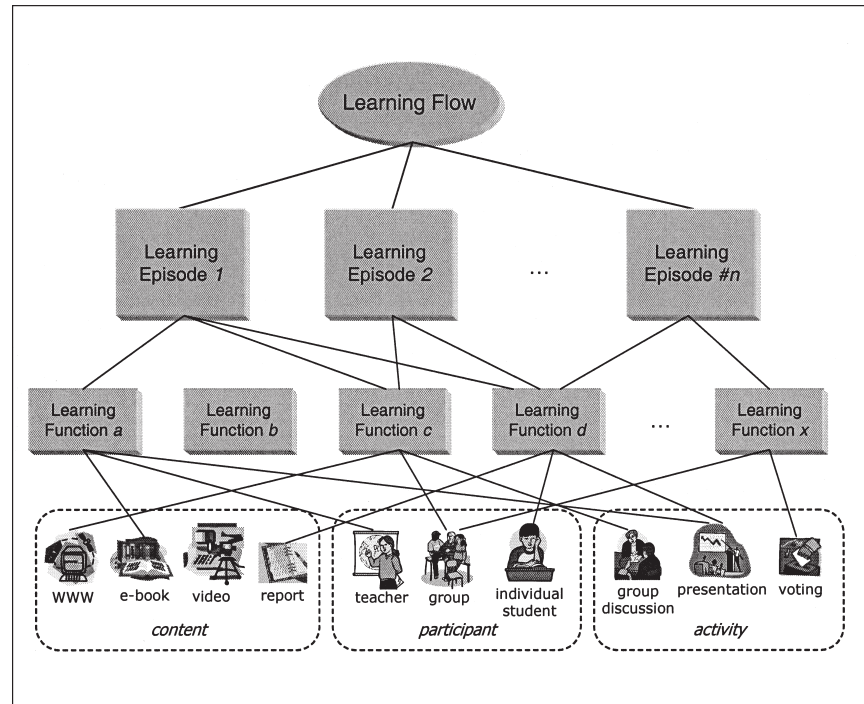 Learning Flow
Learning
Episode 1
Learning
Episode 2
...
Learning
Episode #n
Learning
Function a
Learning
Function b
Learning
Function c
Learning
Function d
...
Learning
Function x
WWW
e-book
video
report
content
teacher
group
individual
student
participant
group
discussion
presentation
voting
activity